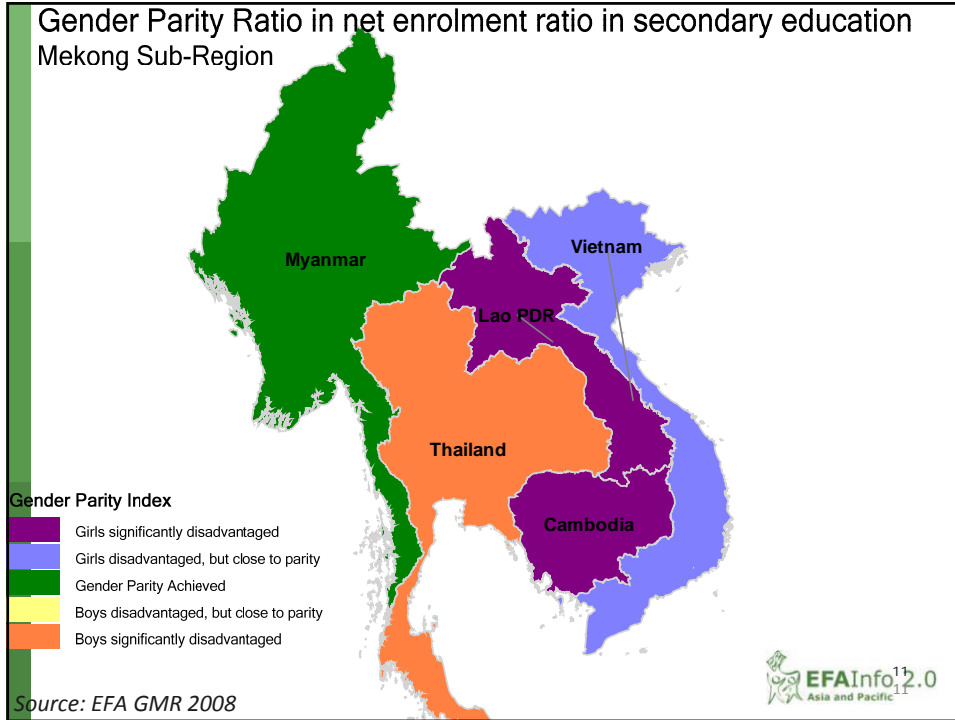 Gender Parity Ratio in net enrolment ratio in secondary education
Mekong Sub-Region
Myanmar
Vietnam
Lao PDR
Thailand
Cambodia
Gender Parity Index
Girls significantly disadvantaged
Girls disadvantaged, but close to parity
Gender Parity Achieved
Boys disadvantaged, but close to parity
Boys significantly disadvantaged
Source: EFA GMR 2008
EFAInfo 2.0
Asia and Pacific
11
11